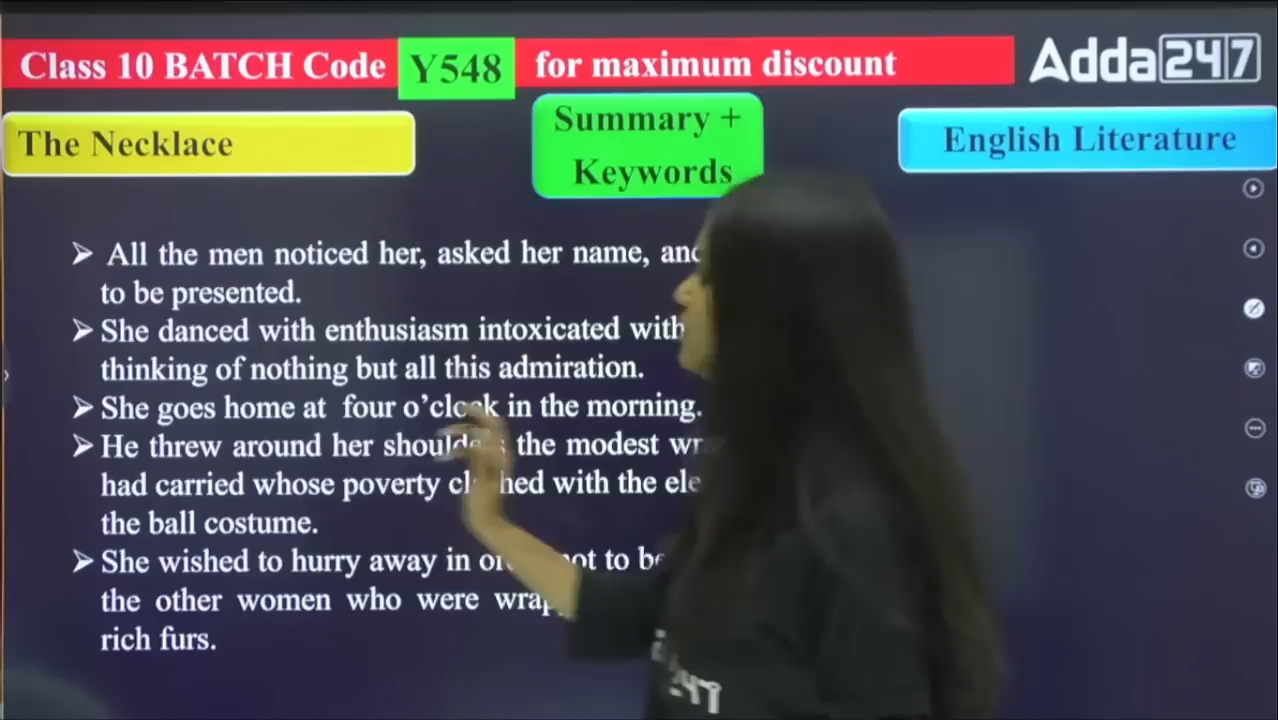 Class 10 BATCH Code Y548 for maximum discount
Adda247
The Necklace
Summary +
Keywords
English Literature
➢ All the men noticed her, asked her name, and
to be presented.
➢ She danced with enthusiasm intoxicated with
thinking of nothing but all this admiration.
➢ She goes home at four o’clock in the morning.
➢ He threw around her the modest
had carried whose poverty with the
the ball costume.
➢ She wished to hurry away in not to
the other women who were
rich furs.
247